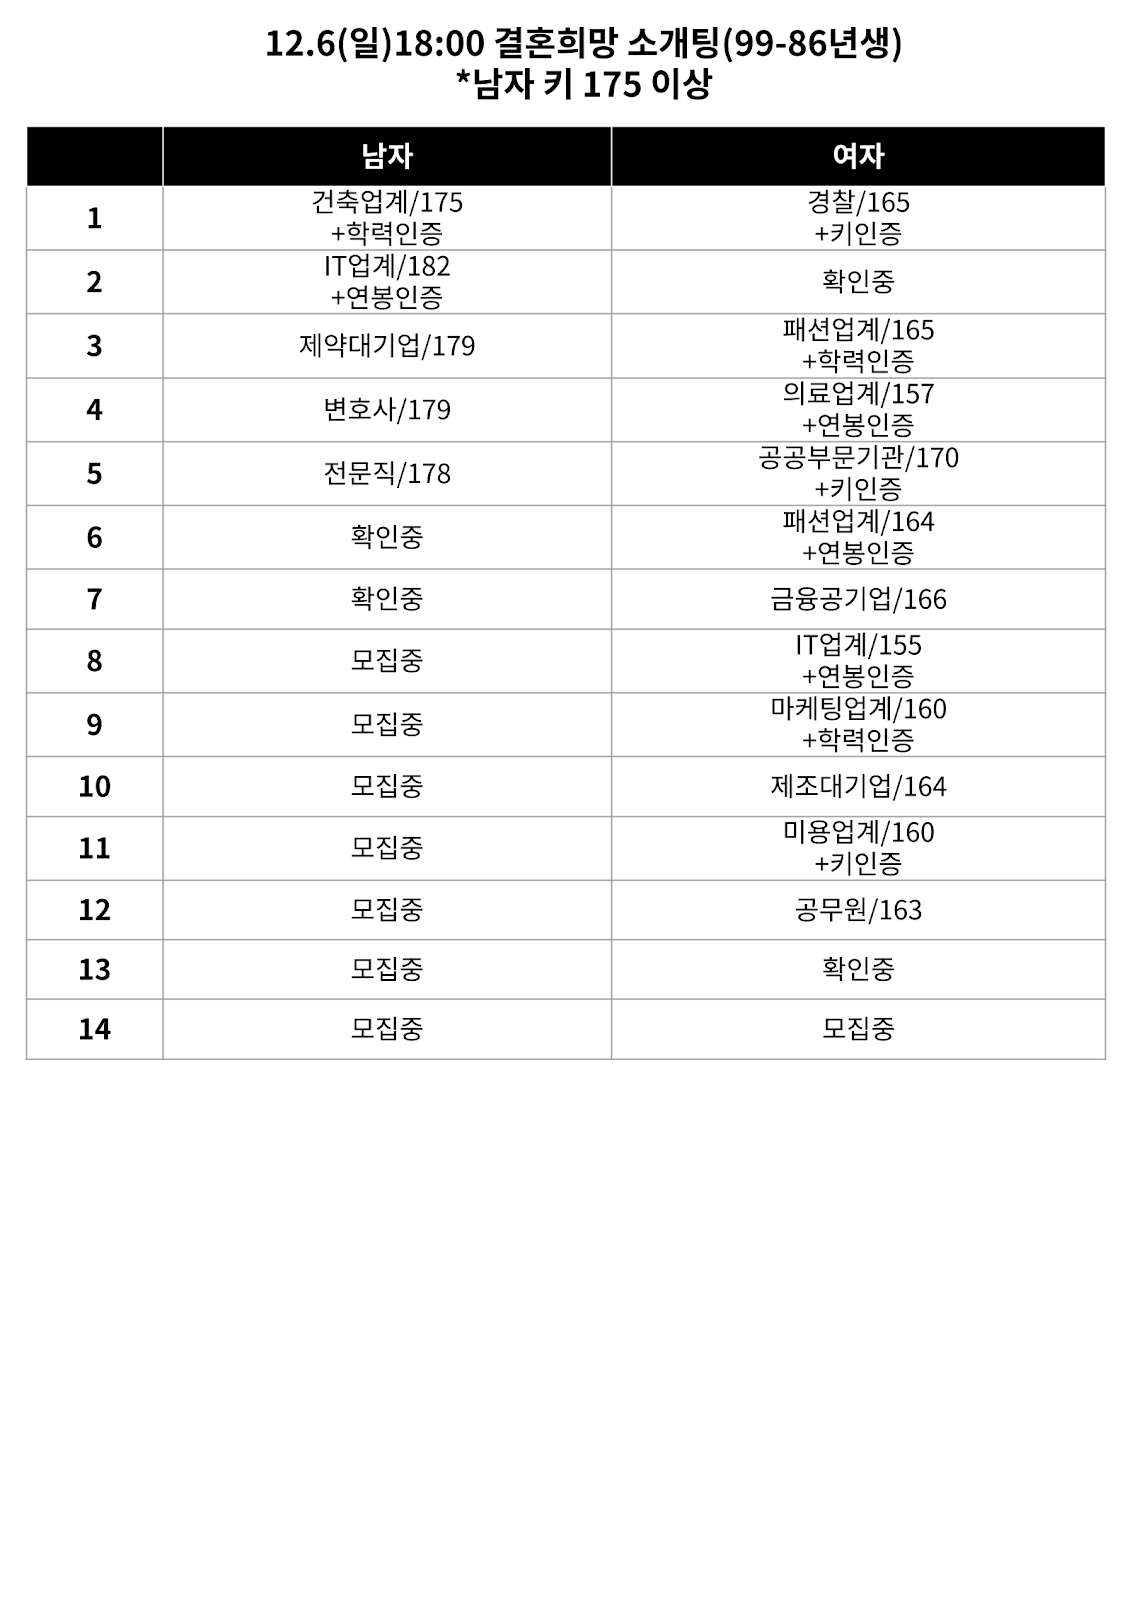 12.6(일)18:00 결혼희망 소개팅(99-86년생)
*남자 키 175 이상
남자 여자
1 건축업계/175 +학력인증 경찰/165 +키인증
2 IT업계/182 +연봉인증 확인중
3 제약대기업/179 패션업계/165 +학력인증
4 변호사/179 의료업계/157 +연봉인증
5 전문직/178 공공부문기관/170 +키인증
6 확인중 패션업계/164 +연봉인증
7 확인중 금융공기업/166
8 모집중 IT업계/155 +연봉인증
9 모집중 마케팅업계/160 +학력인증
10 모집중 제조대기업/164
11 모집중 미용업계/160 +키인증
12 모집중 공무원/163
13 모집중 확인중
14 모집중 모집중